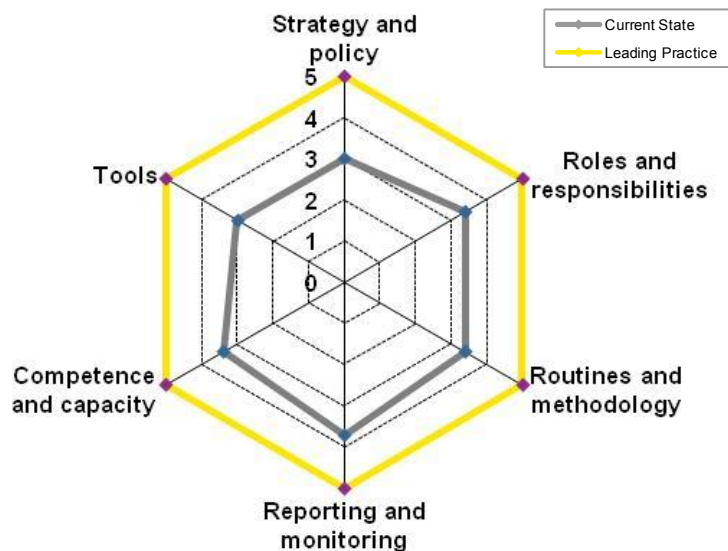 Strategy and
policy
Current State
Leading Practice
5
4
3
2
1
0
Tools
Roles and
responsibilities
Competence
and capacity
Routines and
methodology
Reporting and
monitoring